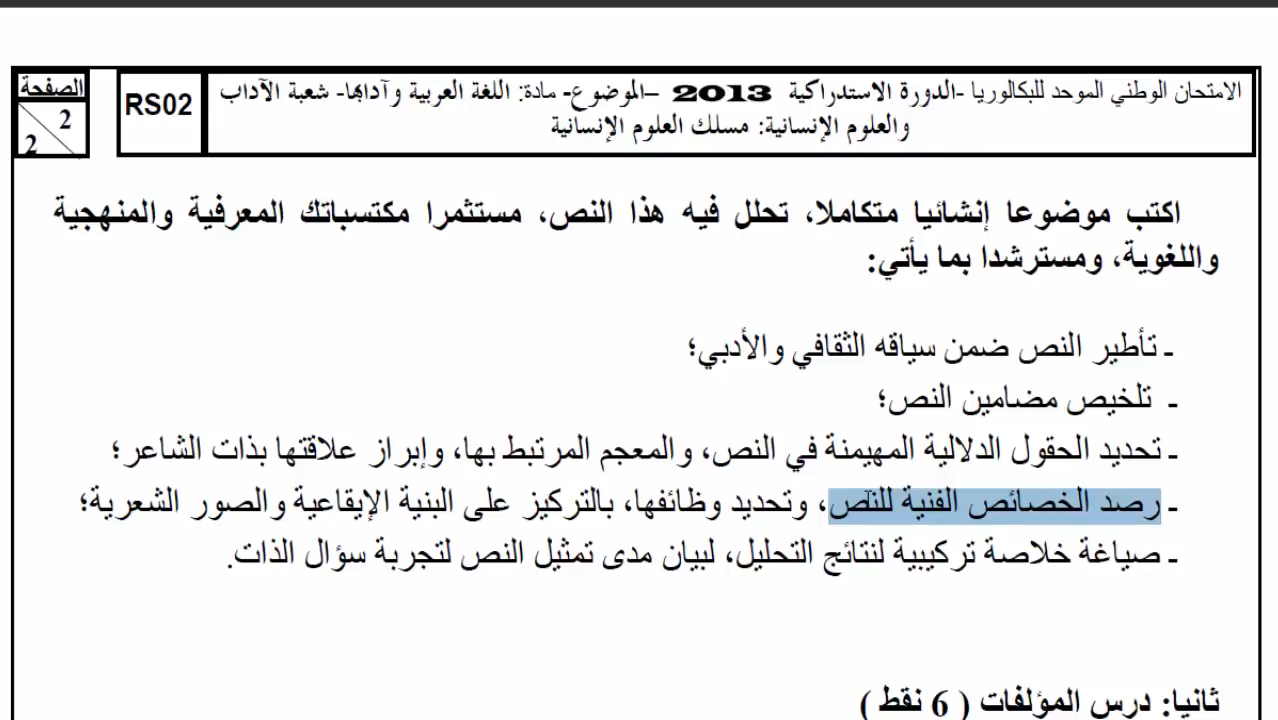 الامتحان الوطني الموحد للبكالوريا -الدورة الاستدراكية 2013 –الموضوع- مادة: اللغة العربية وآدابها- شعبة الآداب
والعلوم الإنسانية: مسلك العلوم الإنسانية
RS02
الصفحة
2
2
اكتب موضوعا إنشائيا متكاملا، تحلل فيه هذا النص، مستثمرا مكتسباتك المعرفية والمنهجية
واللغوية، ومسترشدا بما يأتي:
ـ تأطير النص ضمن سياقه الثقافي والأدبي؛
ـ تلخيص مضامين النص؛
ـ تحديد الحقول الدلالية المهيمنة في النص، والمعجم المرتبط بها، وإبراز علاقتها بذات الشاعر؛
ـ رصد الخصائص الفنية للنص، وتحديد وظائفها، بالتركيز على البنية الإيقاعية والصور الشعرية؛
ـ صياغة خلاصة تركيبية لنتائج التحليل، لبيان مدى تمثيل النص لتجربة سؤال الذات.
ثانيا: درس المؤلفات ( 6 نقط )